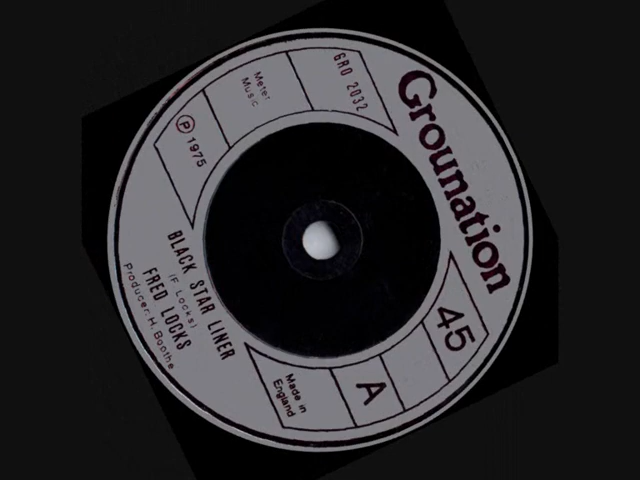 Grounation
GRO 2032
Meter
Music
℗ 1975
45
A
Made in
England
BLACK STAR LINER
(F Locks)
FRED LOCKS
Producer: H. Boothe